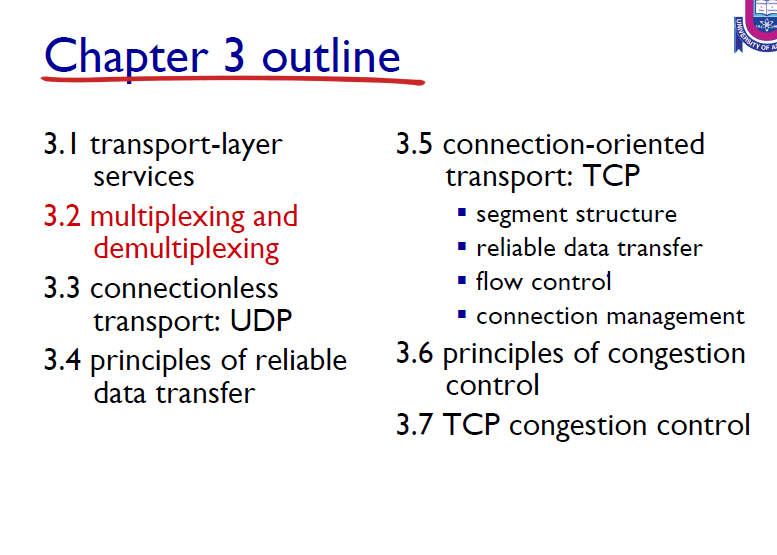 Chapter 3 outline
3.1 transport-layer
services
3.2 multiplexing and
demultiplexing
3.3 connectionless
transport: UDP
3.4 principles of reliable
data transfer
3.5 connection-oriented
transport: TCP
▪ segment structure
▪ reliable data transfer
▪ flow control
▪ connection management
3.6 principles of congestion
control
3.7 TCP congestion control
UNIVERSITY OF